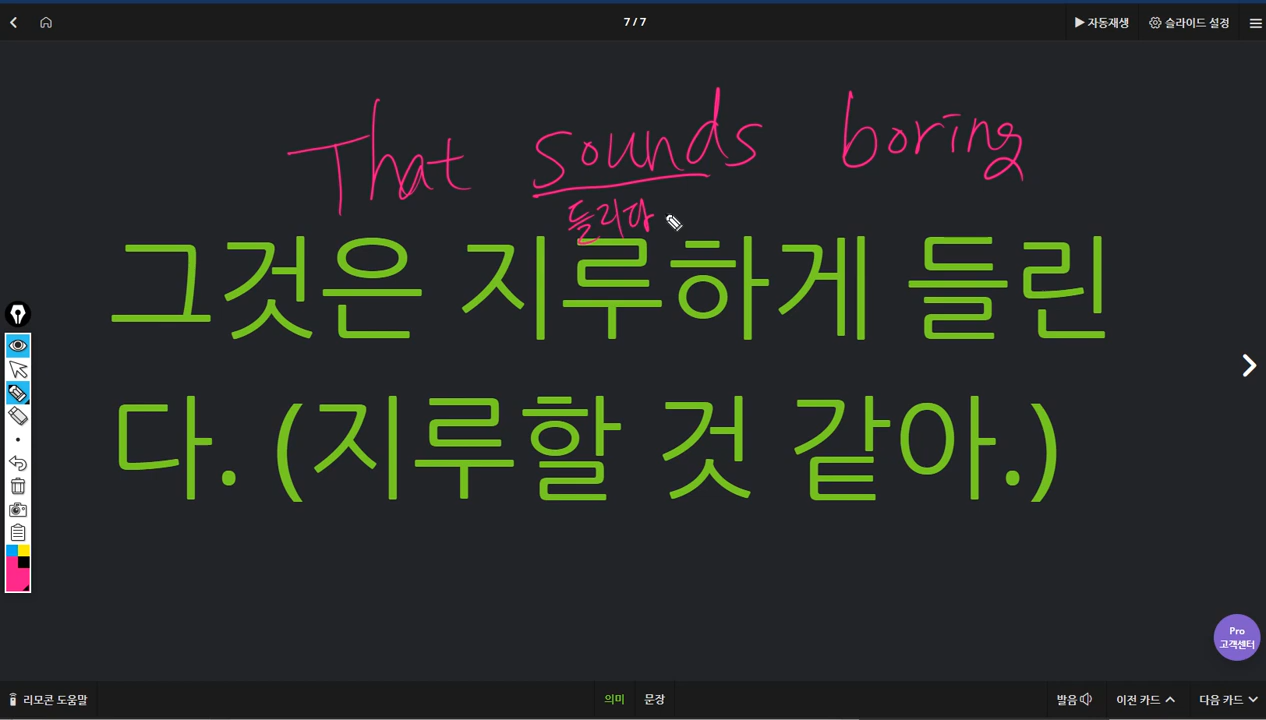 7 / 7
자동재생
슬라이드 설정
That sounds boring
들리다
그것은 지루하게 들린
다. (지루할 것 같아.)
Pro
고객센터
리모콘 도움말
의미
문장
발음
이전 카드
다음 카드